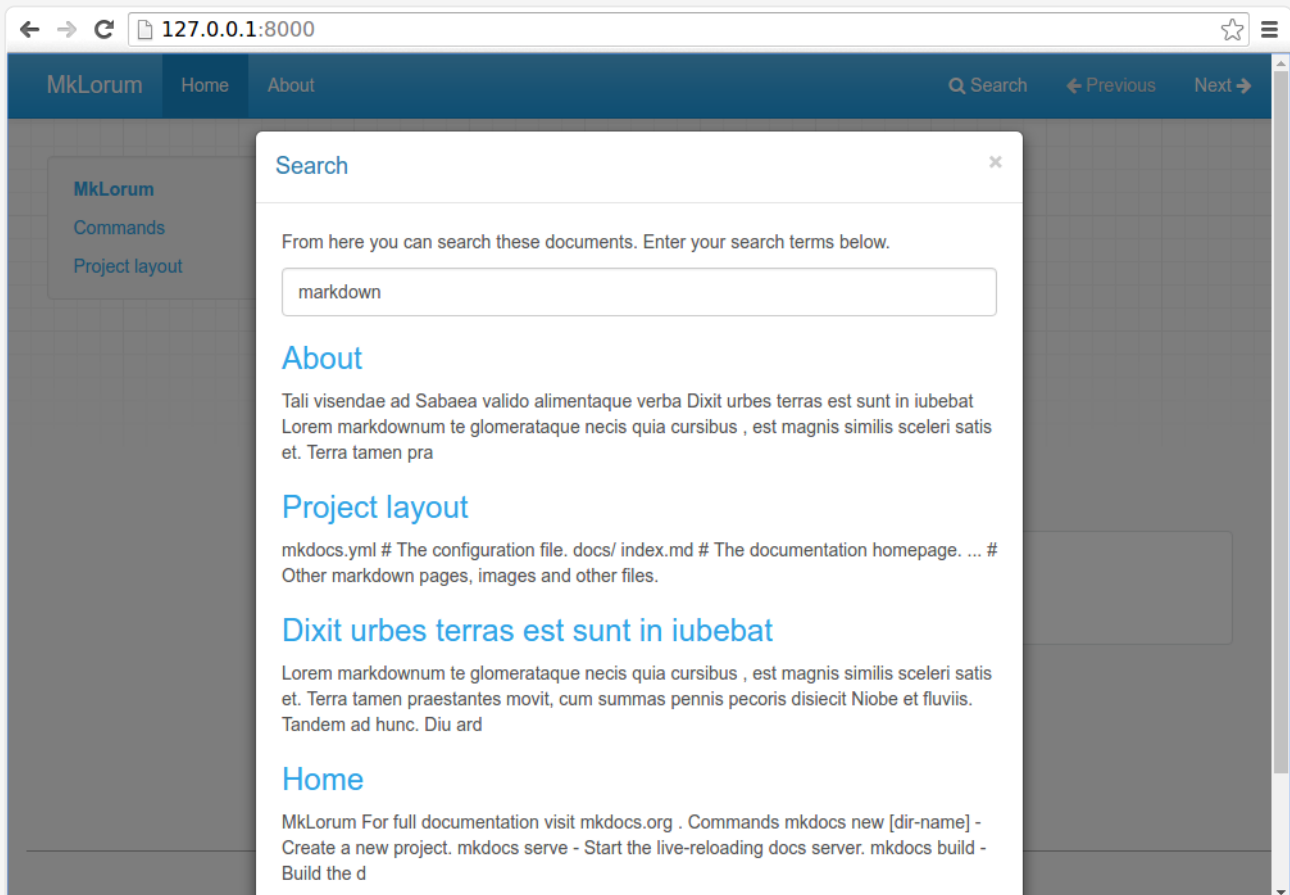 127.0.0.1:8000
MkLorum Home About Search Previous Next
Search ×
MkLorum
Commands
Project layout
From here you can search these documents. Enter your search terms below.
markdown
About
Tali visendae ad Sabaea valido alimentaque verba Dixit urbes terras est sunt in iubebat
Lorem markdownum te glomerataque necis quia cursibus , est magnis similis sceleri satis
et. Terra tamen pra
Project layout
mkdocs.yml # The configuration file. docs/ index.md # The documentation homepage. ... #
Other markdown pages, images and other files.
Dixit urbes terras est sunt in iubebat
Lorem markdownum te glomerataque necis quia cursibus , est magnis similis sceleri satis
et. Terra tamen praestantes movit, cum summas pennis pecoris disiecit Niobe et fluviis.
Tandem ad hunc. Diu ard
Home
MkLorum For full documentation visit mkdocs.org . Commands mkdocs new [dir-name] -
Create a new project. mkdocs serve - Start the live-reloading docs server. mkdocs build -
Build the d